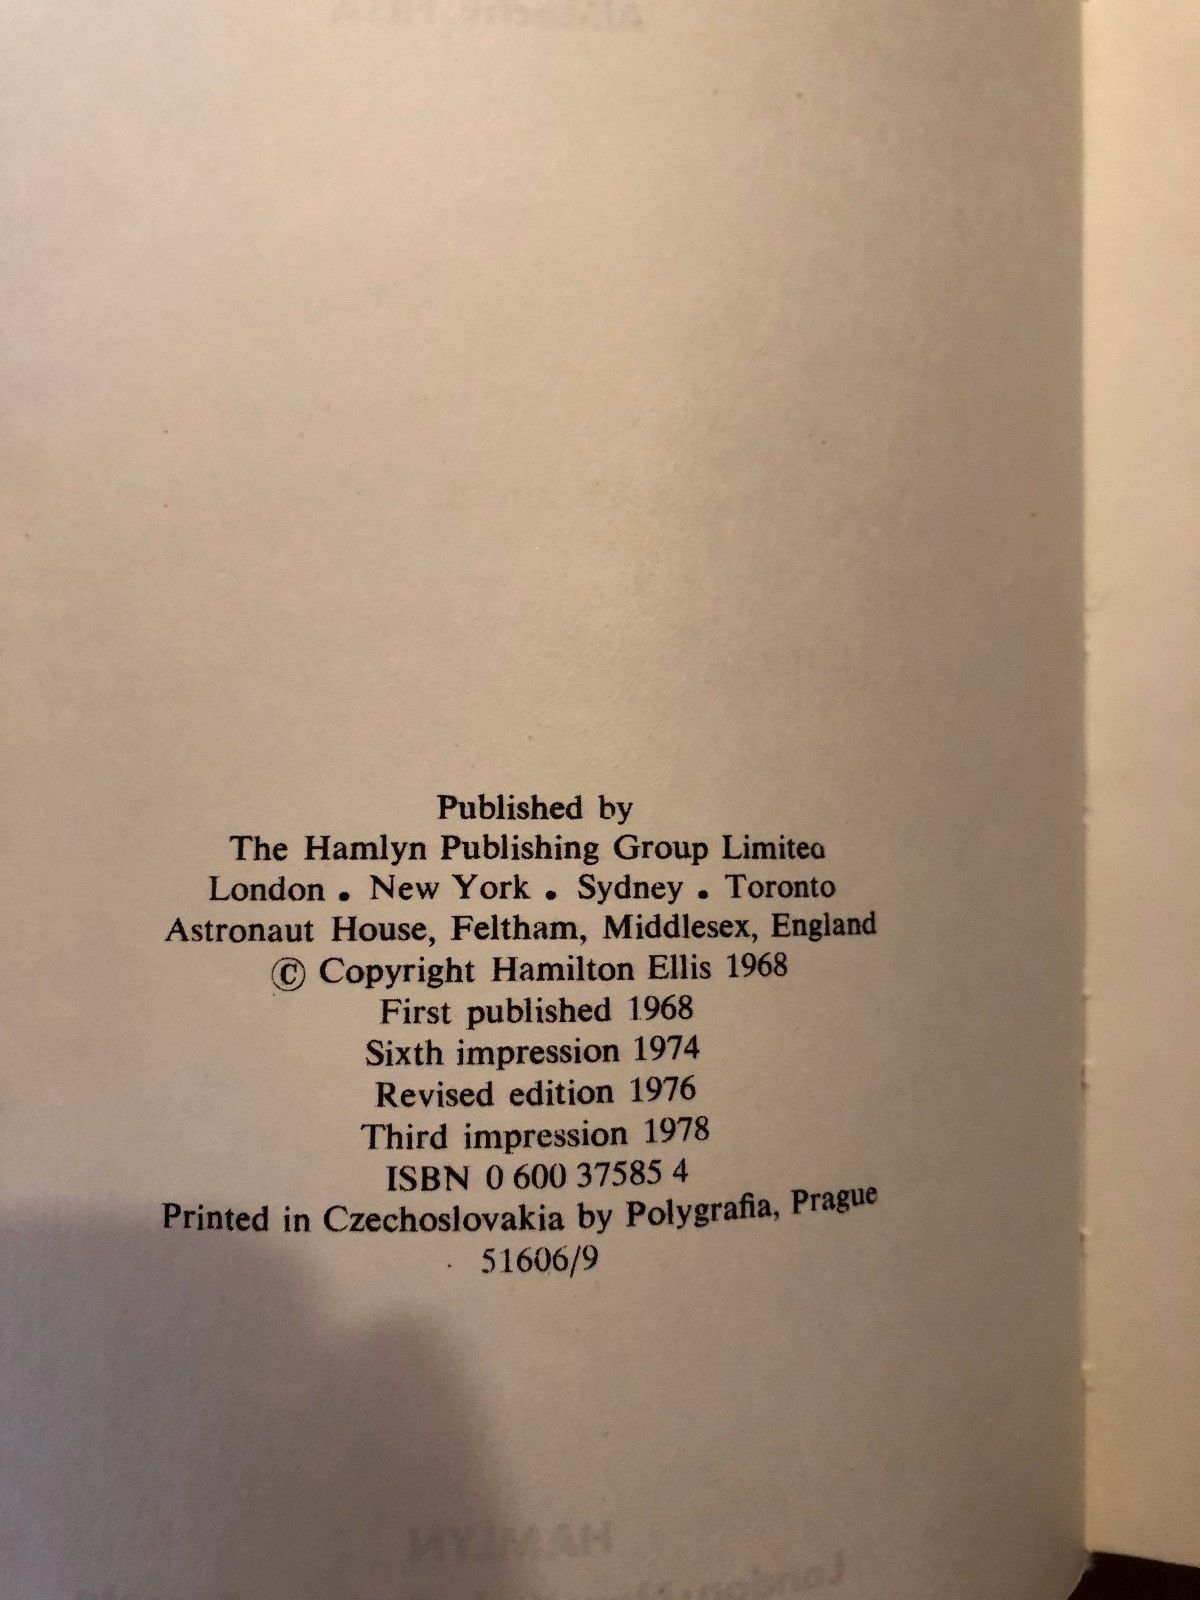 Published by
The Hamlyn Publishing Group Limited
London • New York • Sydney • Toronto
Astronaut House, Feltham, Middlesex, England
© Copyright Hamilton Ellis 1968
First published 1968
Sixth impression 1974
Revised edition 1976
Third impression 1978
ISBN 0 600 37585 4
Printed in Czechoslovakia by Polygrafia, Prague
51606/9
HAMLYN